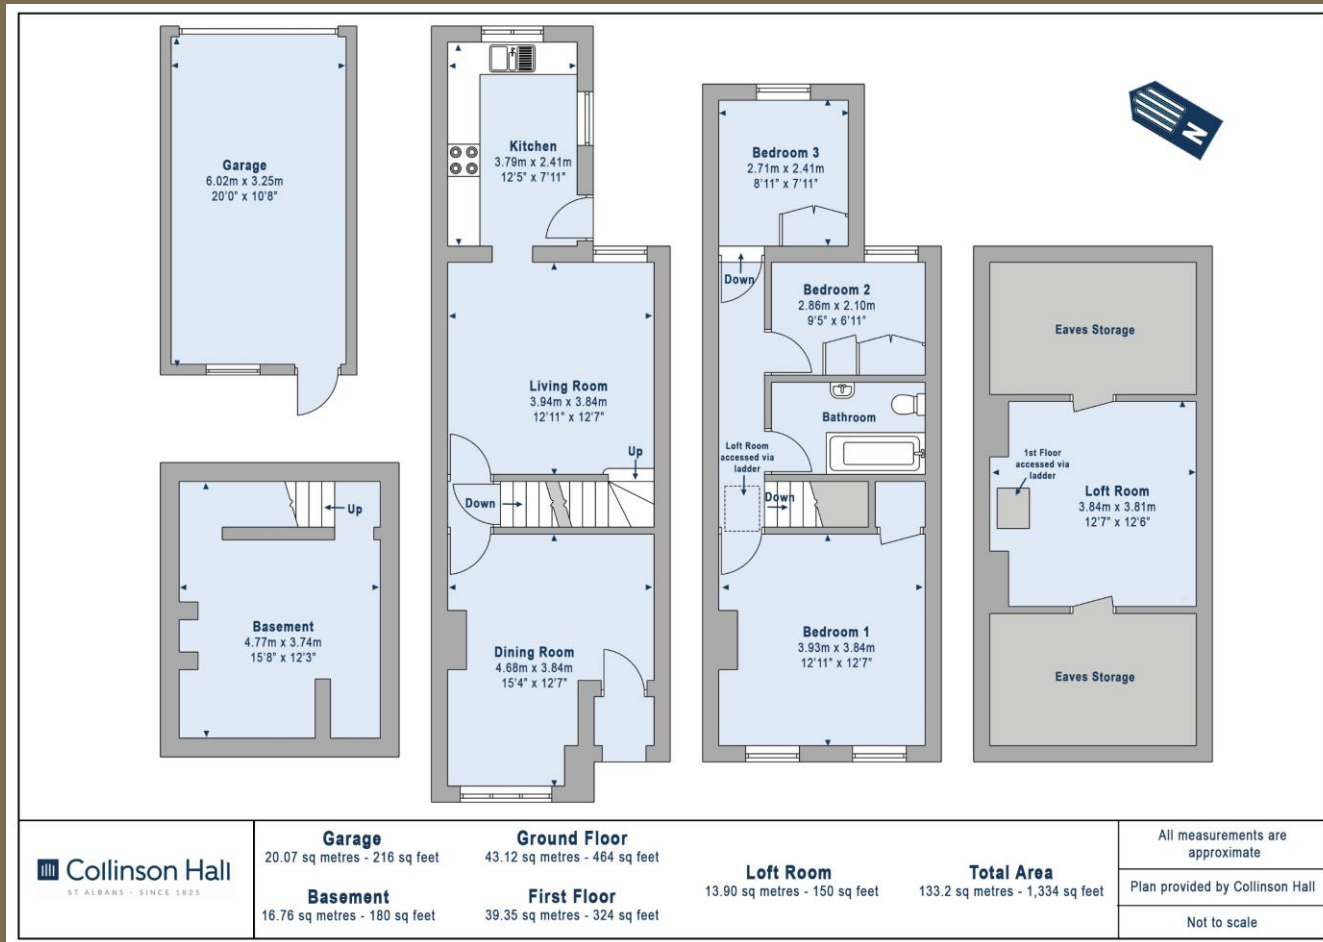 Garage
6.02m x 3.25m
20'0" x 10'8"
Kitchen
3.79m x 2.41m
12'5" x 7'11"
Living Room
3.94m x 3.84m
12'11" x 12'7"
Up
Down
Dining Room
4.68m x 3.84m
15'4" x 12'7"
Up
Basement
4.77m x 3.74m
15'8" x 12'3"
Bedroom 3
2.71m x 2.41m
8'11" x 7'11"
Down
Bedroom 2
2.86m x 2.10m
9'5" x 6'11"
Bathroom
Loft Room
accessed via
ladder
Down
Bedroom 1
3.93m x 3.84m
12'11" x 12'7"
N
Eaves Storage
1st Floor
accessed via
ladder
Loft Room
3.84m x 3.81m
12'7" x 12'6"
Eaves Storage
Collinson Hall
ST ALBANS - SINCE 1825
Garage
20.07 sq metres - 216 sq feet
Basement
16.76 sq metres - 180 sq feet
Ground Floor
43.12 sq metres - 464 sq feet
First Floor
39.35 sq metres - 324 sq feet
Loft Room
13.90 sq metres - 150 sq feet
Total Area
133.2 sq metres - 1,334 sq feet
All measurements are
approximate
Plan provided by Collinson Hall
Not to scale